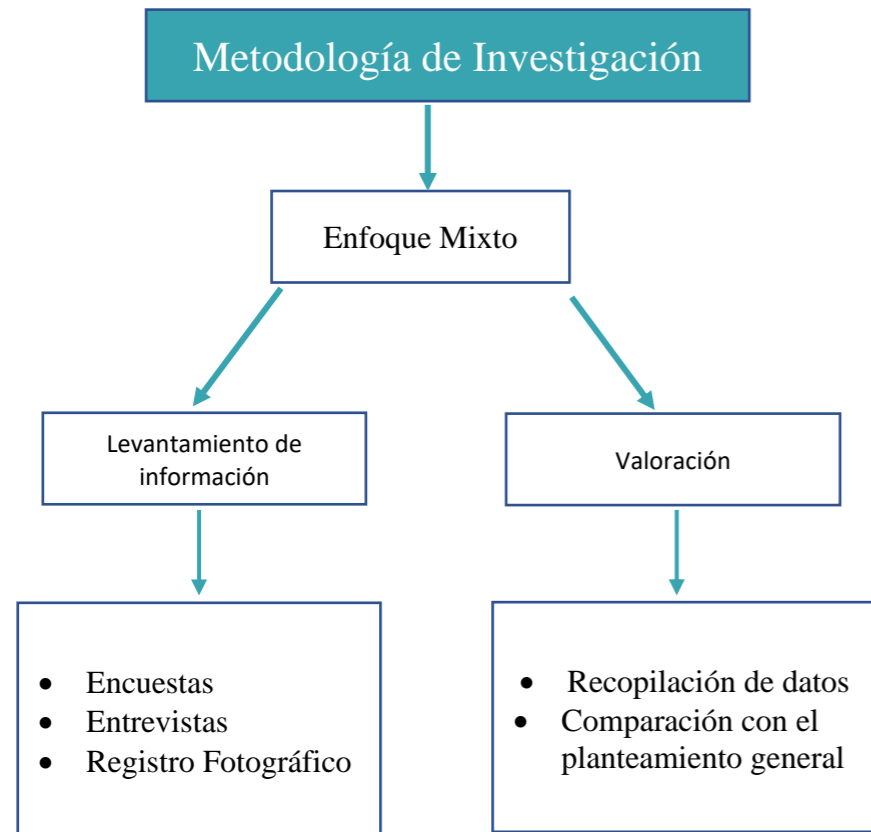 Metodología de Investigación
Enfoque Mixto
Levantamiento de
información
Valoración
• Encuestas
• Entrevistas
• Registro Fotográfico
• Recopilación de datos
• Comparación con el
planteamiento general